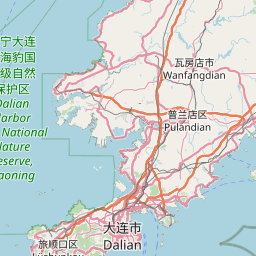 宁大连
海豹国
级自然
保护区
Dalian
Harbor
National
Nature
Reserve,
Liaoning
瓦房店市
Wanfangdian
普兰店区
Pulandian
大连市
Dalian
旅顺口区